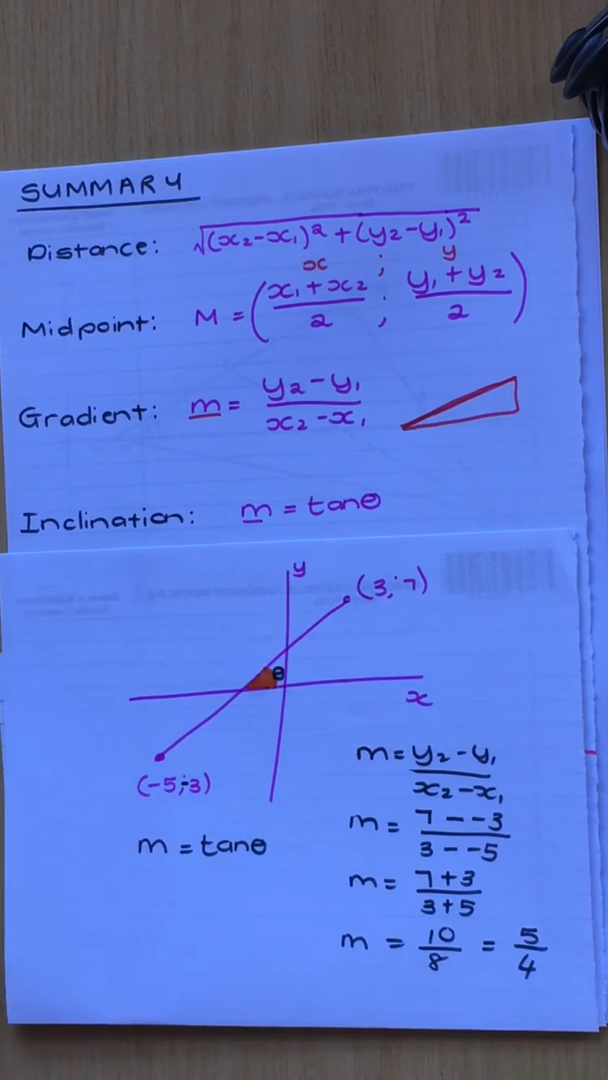 SUMMARY
Distance: √(x₂-x₁)² + (y₂-y₁)²
x ; y
Midpoint: M = (x₁+x₂/2 ; y₁+y₂/2)
Gradient: m = y₂-y₁/x₂-x₁
Inclination: m = tanθ
y
(3;7)
θ
x
(-5;-3)
m = y₂-y₁/x₂-x₁
m = 7--3/3--5
m = tanθ
m = 7+3/3+5
m = 10/8 = 5/4